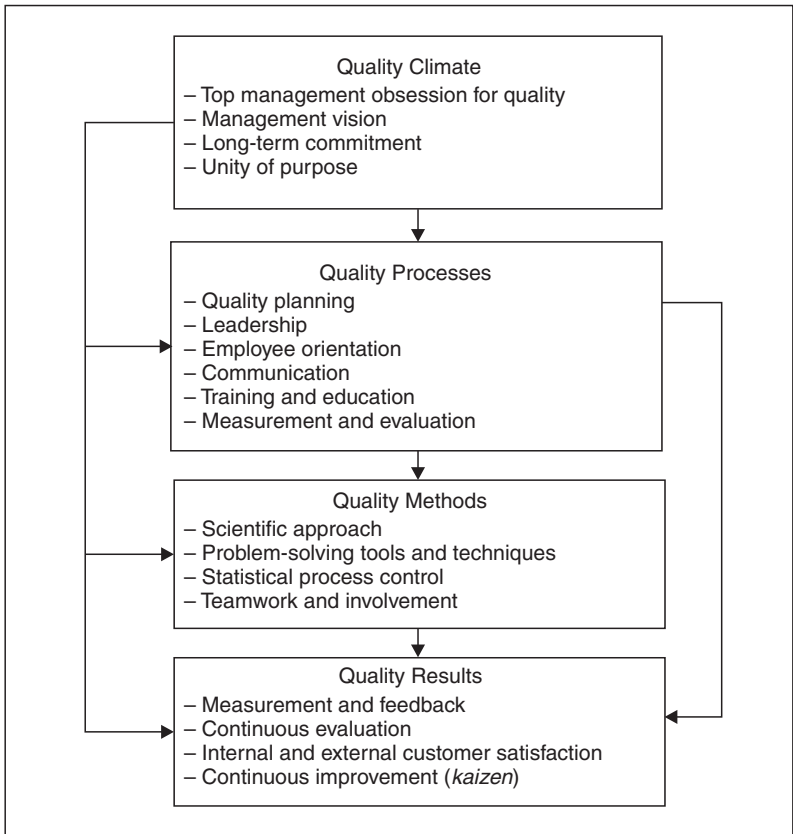 Quality Climate
– Top management obsession for quality
– Management vision
– Long-term commitment
– Unity of purpose
Quality Processes
– Quality planning
– Leadership
– Employee orientation
– Communication
– Training and education
– Measurement and evaluation
Quality Methods
– Scientific approach
– Problem-solving tools and techniques
– Statistical process control
– Teamwork and involvement
Quality Results
– Measurement and feedback
– Continuous evaluation
– Internal and external customer satisfaction
– Continuous improvement (kaizen)